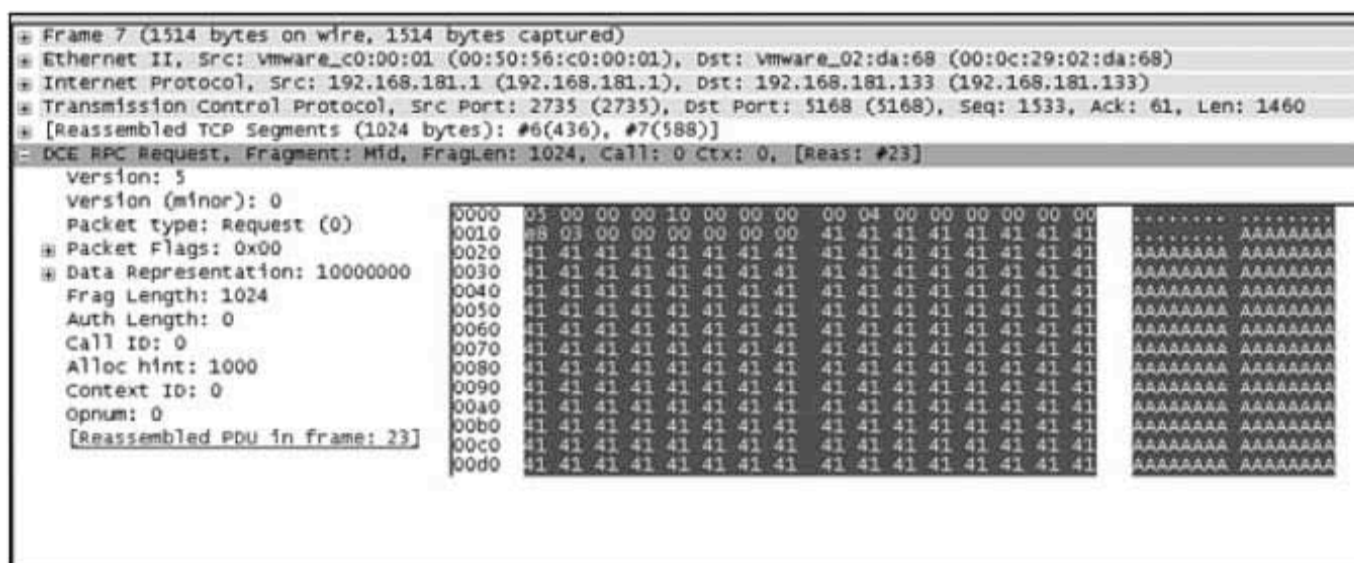 Frame 7 (1514 bytes on wire, 1514 bytes captured)
Ethernet II, Src: Vmware_c0:00:01 (00:50:56:c0:00:01), Dst: Vmware_02:da:68 (00:0c:29:02:da:68)
Internet Protocol, Src: 192.168.181.1 (192.168.181.1), Dst: 192.168.181.133 (192.168.181.133)
Transmission Control Protocol, Src Port: 2735 (2735), Dst Port: 5168 (5168), Seq: 1533, Ack: 61, Len: 1460
[Reassembled TCP Segments (1024 bytes): #6(436), #7(588)]
DCE RPC Request, Fragment: Mid, FragLen: 1024, Call: 0 Ctx: 0, [Reas: #23]
Version: 5
Version (minor): 0
Packet type: Request (0)
Packet Flags: 0x00
Data Representation: 10000000
Frag Length: 1024
Auth Length: 0
Call ID: 0
Alloc hint: 1000
Context ID: 0
Opnum: 0
[Reassembled PDU in frame: 23]
0000 05 00 00 00 10 00 00 00 00 04 00 00 00 00 00 00 ........ ........
0010 e8 03 00 00 00 00 00 00 41 41 41 41 41 41 41 41 ........ AAAAAAAA
0020 41 41 41 41 41 41 41 41 41 41 41 41 41 41 41 41 AAAAAAAA AAAAAAAA
0030 41 41 41 41 41 41 41 41 41 41 41 41 41 41 41 41 AAAAAAAA AAAAAAAA
0040 41 41 41 41 41 41 41 41 41 41 41 41 41 41 41 41 AAAAAAAA AAAAAAAA
0050 41 41 41 41 41 41 41 41 41 41 41 41 41 41 41 41 AAAAAAAA AAAAAAAA
0060 41 41 41 41 41 41 41 41 41 41 41 41 41 41 41 41 AAAAAAAA AAAAAAAA
0070 41 41 41 41 41 41 41 41 41 41 41 41 41 41 41 41 AAAAAAAA AAAAAAAA
0080 41 41 41 41 41 41 41 41 41 41 41 41 41 41 41 41 AAAAAAAA AAAAAAAA
0090 41 41 41 41 41 41 41 41 41 41 41 41 41 41 41 41 AAAAAAAA AAAAAAAA
00a0 41 41 41 41 41 41 41 41 41 41 41 41 41 41 41 41 AAAAAAAA AAAAAAAA
00b0 41 41 41 41 41 41 41 41 41 41 41 41 41 41 41 41 AAAAAAAA AAAAAAAA
00c0 41 41 41 41 41 41 41 41 41 41 41 41 41 41 41 41 AAAAAAAA AAAAAAAA
00d0 41 41 41 41 41 41 41 41 41 41 41 41 41 41 41 41 AAAAAAAA AAAAAAAA